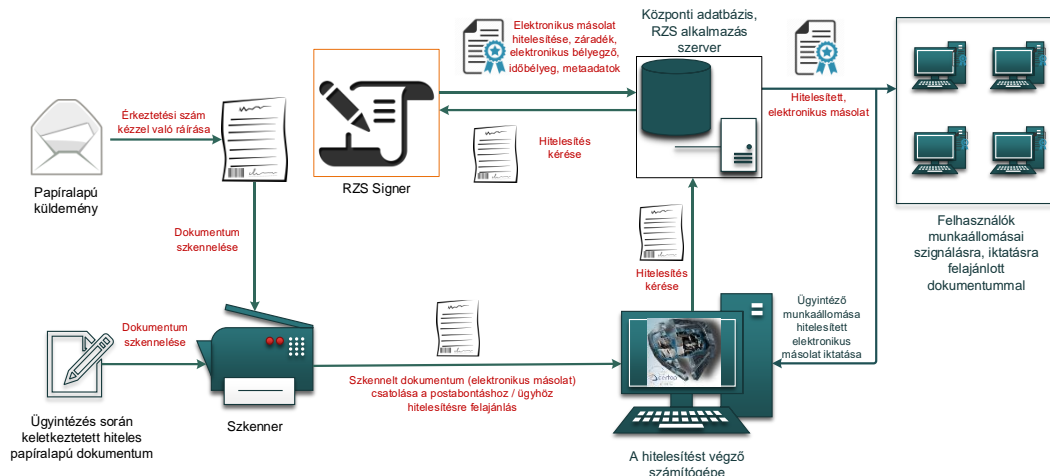 Elektronikus másolat
hitelesítése, záradék,
elektronikus bélyegző,
időbélyeg, metaadatok
Központi adatbázis,
RZS alkalmazás
szerver
Érkeztetési szám
kézzel való ráírása
Papíralapú
küldemény
RZS Signer
Hitelesítés
kérése
Hitelesített,
elektronikus másolat
Felhasználók
munkaállomásai
szignálásra, iktatásra
felajánlott
dokumentummal
Dokumentum
szkennelése
Hitelesítés
kérése
Dokumentum
szkennelése
Ügyintéző
munkaállomása
hitelesített
elektronikus
másolat iktatása
Szkennelt dokumentum (elektronikus másolat)
csatolása a postabontáshoz / ügyhöz
hitelesítésre felajánlás
Ügyintézés során
keletkeztetett hiteles
papíralapú dokumentum
Szkenner
A hitelesítést végző
számítógépe